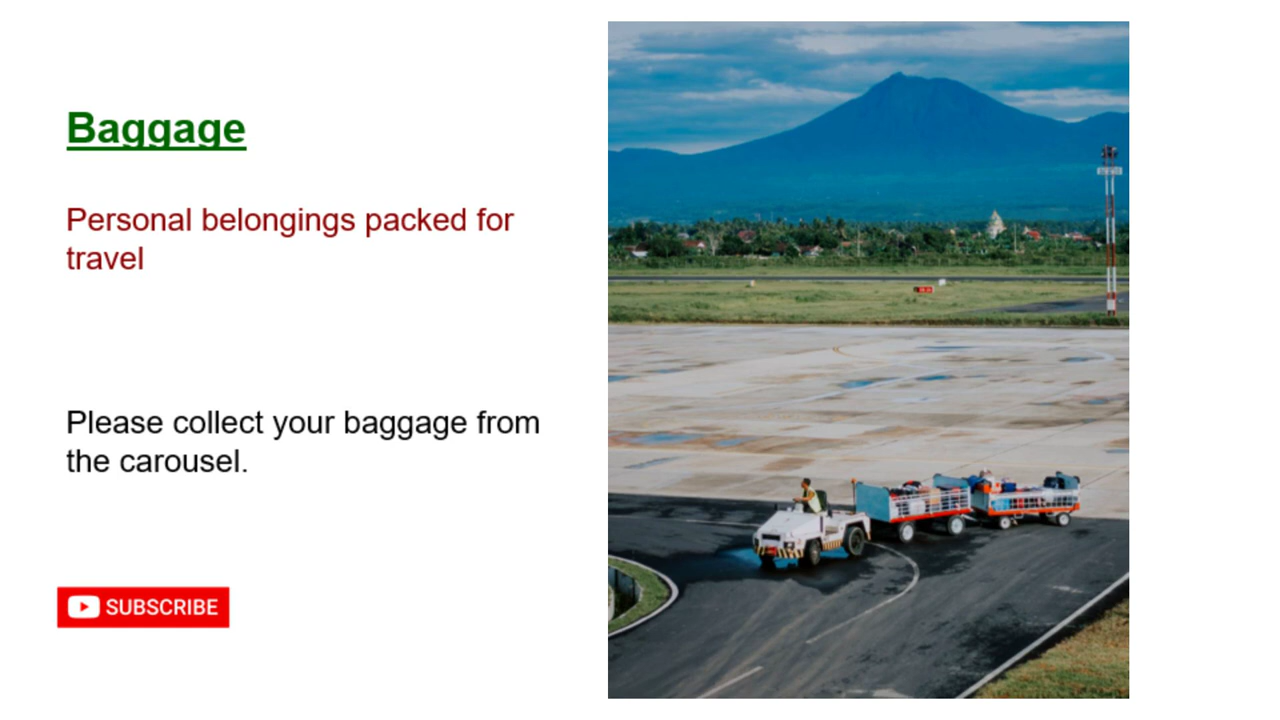 Baggage
Personal belongings packed for
travel
Please collect your baggage from
the carousel.
SUBSCRIBE